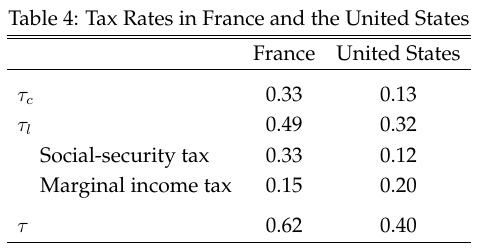 Table 4: Tax Rates in France and the United States
France United States
τc 0.33 0.13
τl 0.49 0.32
Social-security tax 0.33 0.12
Marginal income tax 0.15 0.20
τ 0.62 0.40